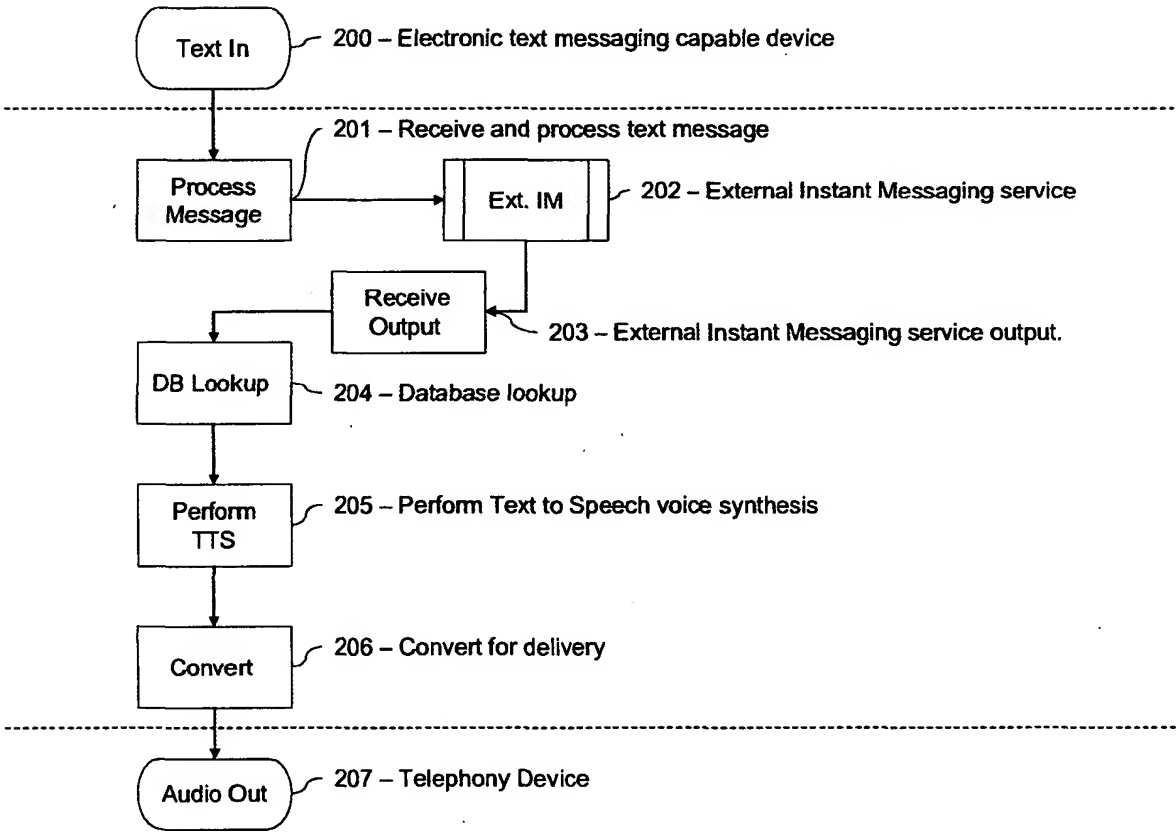 Text In
200 – Electronic text messaging capable device
201 – Receive and process text message
Process
Message
Ext. IM
202 – External Instant Messaging service
Receive
Output
203 – External Instant Messaging service output.
DB Lookup
204 – Database lookup
Perform
TTS
205 – Perform Text to Speech voice synthesis
Convert
206 – Convert for delivery
Audio Out
207 – Telephony Device